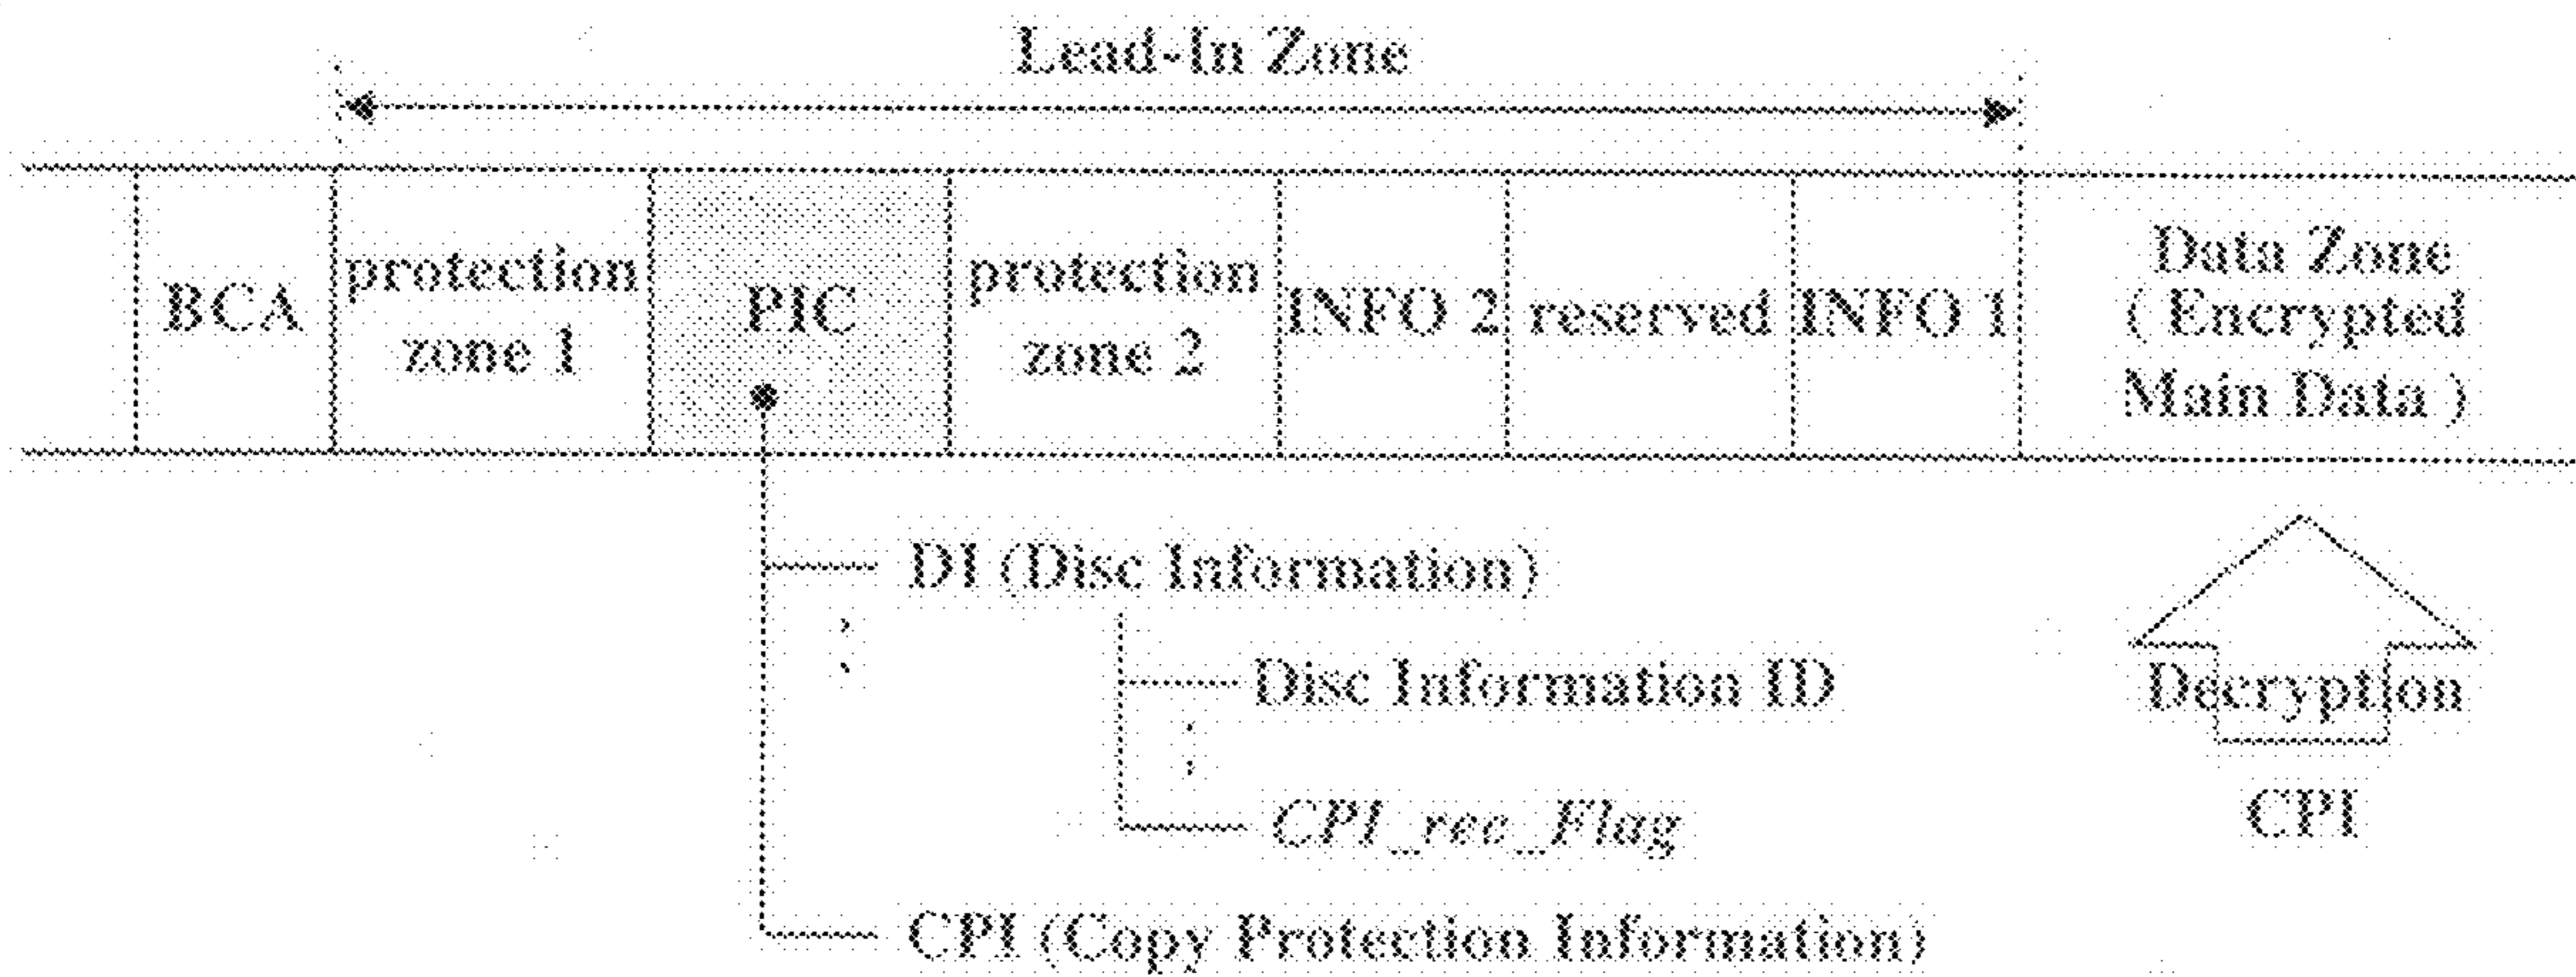 Lead-In Zone
BCA
protection
zone 1
PIC
protection
zone 2
INFO 2
reserved
INFO 1
Data Zone
( Encrypted
Main Data )
DI (Disc Information)
Disc Information ID
CPI_rec_Flag
CPI (Copy Protection Information)
Decryption
CPI